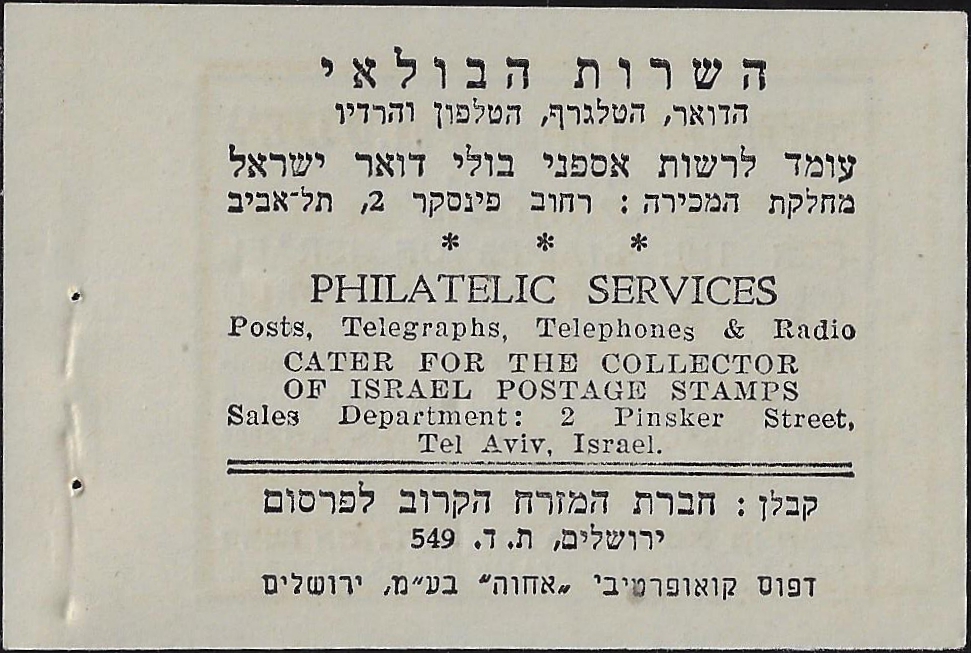 השרות הבולאי
הדואר, הטלגרף, הטלפון והרדיו
עומד לרשות אספני בולי דואר ישראל
מחלקת המכירה: רחוב פינסקר 2, תל־אביב
* * *
PHILATELIC SERVICES
Posts, Telegraphs, Telephones & Radio
CATER FOR THE COLLECTOR
OF ISRAEL POSTAGE STAMPS
Sales Department: 2 Pinsker Street,
Tel Aviv, Israel.
קבלן: חברת המזרח הקרוב לפרסום
ירושלים, ת. ד. 549
דפוס קואופרטיבי „אחוה” בע״מ, ירושלים